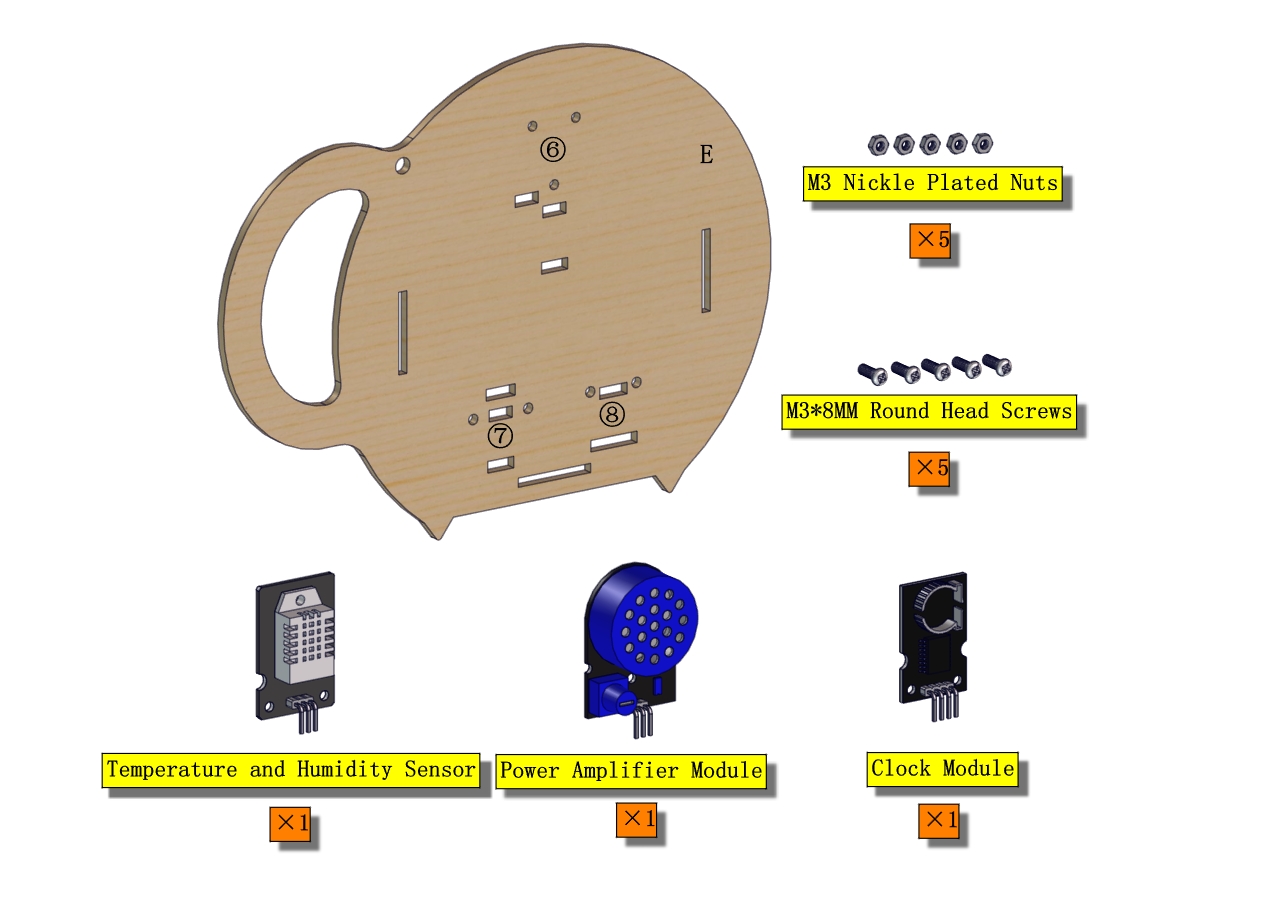 ⑥
E
M3 Nickle Plated Nuts
×5
M3*8MM Round Head Screws
×5
⑧
⑦
Temperature and Humidity Sensor
Power Amplifier Module
Clock Module
×1
×1
×1